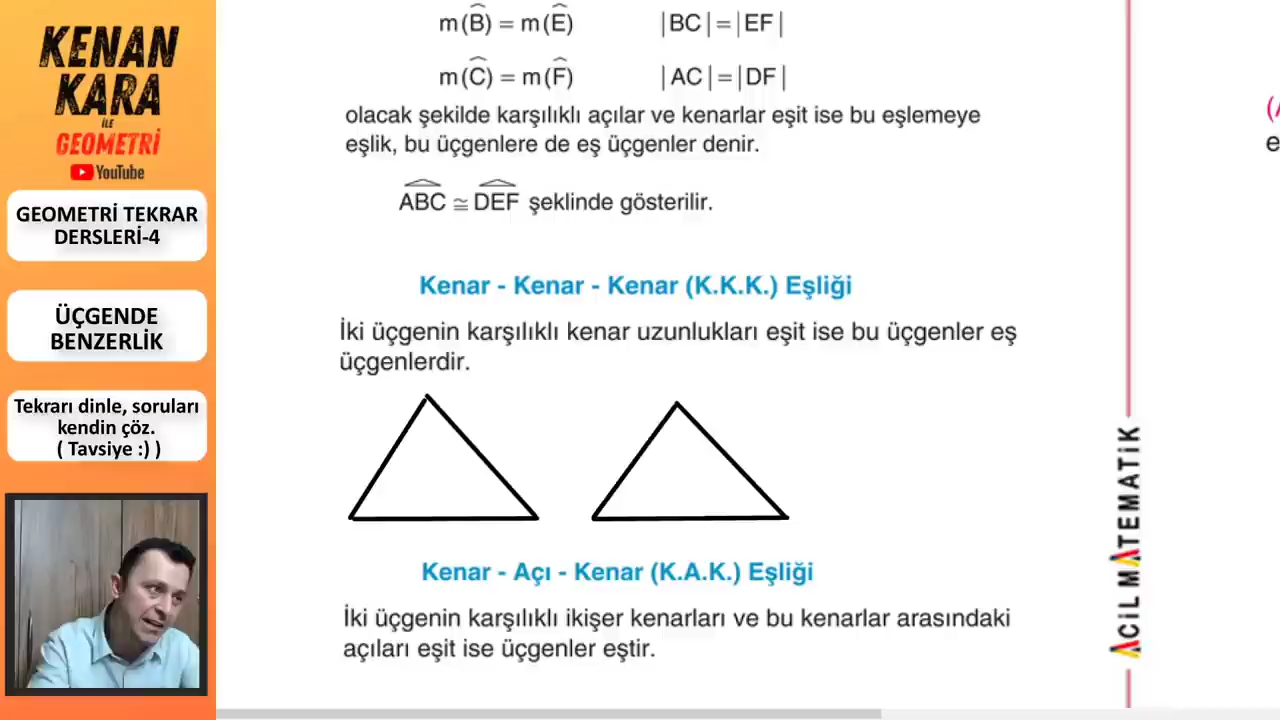 KENAN
KARA
İLE
GEOMETRİ
YouTube
GEOMETRİ TEKRAR
DERSLERİ-4
ÜÇGENDE
BENZERLİK
Tekrarı dinle, soruları
kendin çöz.
( Tavsiye :) )
m(B̂) = m(Ê) |BC| = |EF|
m(Ĉ) = m(F̂) |AC| = |DF|
olacak şekilde karşılıklı açılar ve kenarlar eşit ise bu eşlemeye
eşlik, bu üçgenlere de eş üçgenler denir.
ABC ≅ DEF şeklinde gösterilir.
Kenar - Kenar - Kenar (K.K.K.) Eşliği
İki üçgenin karşılıklı kenar uzunlukları eşit ise bu üçgenler eş
üçgenlerdir.
Kenar - Açı - Kenar (K.A.K.) Eşliği
İki üçgenin karşılıklı ikişer kenarları ve bu kenarlar arasındaki
açıları eşit ise üçgenler eştir.
ACİL MATEMATİK